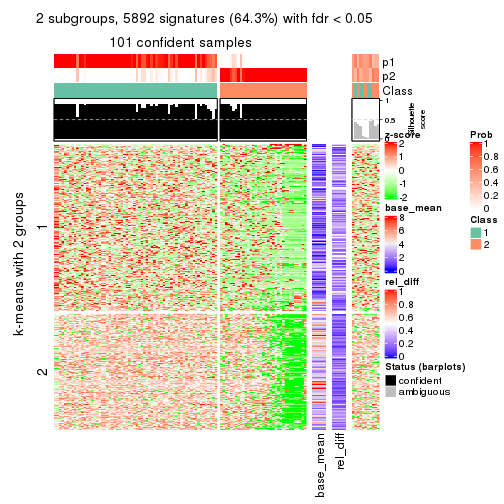 2 subgroups, 5892 signatures (64.3%) with fdr < 0.05
101 confident samples
p1
p2
Class
1
0.5
0
Silhouette
score
k-means with 2 groups
1
2
base_mean
rel_diff
z-score
2
1
0
-1
-2
base_mean
8
6
4
2
0
rel_diff
1
0.8
0.6
0.4
0.2
0
Status (barplots)
confident
ambiguous
Prob
1
0.8
0.6
0.4
0.2
0
Class
1
2